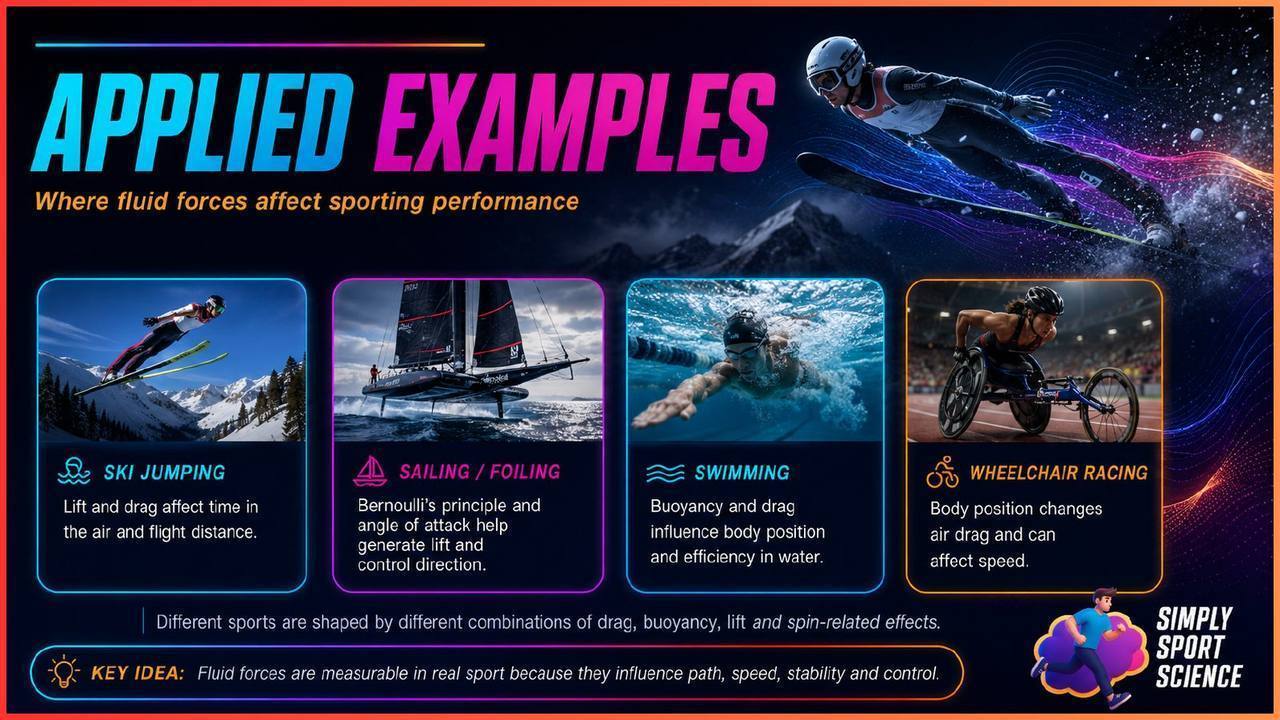 APPLIED EXAMPLES
Where fluid forces affect sporting performance
SKI JUMPING
Lift and drag affect time in
the air and flight distance.
SAILING / FOILING
Bernoulli's principle and
angle of attack help
generate lift and
control direction.
SWIMMING
Buoyancy and drag
influence body position
and efficiency in water.
WHEELCHAIR RACING
Body position changes
air drag and can
affect speed.
Different sports are shaped by different combinations of drag, buoyancy, lift and spin-related effects.
KEY IDEA: Fluid forces are measurable in real sport because they influence path, speed, stability and control.
SIMPLY
SPORT
SCIENCE